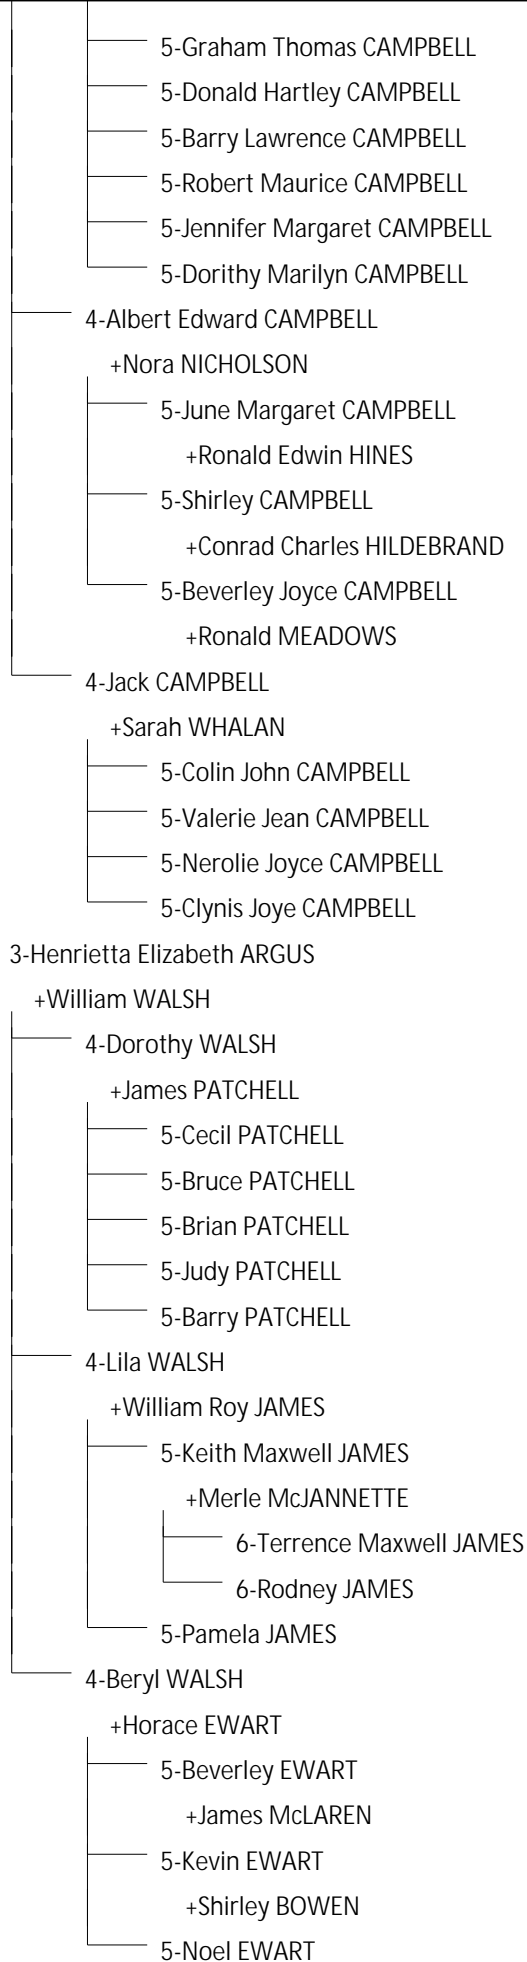 5-Graham Thomas CAMPBELL
5-Donald Hartley CAMPBELL
5-Barry Lawrence CAMPBELL
5-Robert Maurice CAMPBELL
5-Jennifer Margaret CAMPBELL
5-Dorithy Marilyn CAMPBELL
4-Albert Edward CAMPBELL
+Nora NICHOLSON
5-June Margaret CAMPBELL
+Ronald Edwin HINES
5-Shirley CAMPBELL
+Conrad Charles HILDEBRAND
5-Beverley Joyce CAMPBELL
+Ronald MEADOWS
4-Jack CAMPBELL
+Sarah WHALAN
5-Colin John CAMPBELL
5-Valerie Jean CAMPBELL
5-Nerolie Joyce CAMPBELL
5-Clynis Joye CAMPBELL
3-Henrietta Elizabeth ARGUS
+William WALSH
4-Dorothy WALSH
+James PATCHELL
5-Cecil PATCHELL
5-Bruce PATCHELL
5-Brian PATCHELL
5-Judy PATCHELL
5-Barry PATCHELL
4-Lila WALSH
+William Roy JAMES
5-Keith Maxwell JAMES
+Merle McJANNETTE
6-Terrence Maxwell JAMES
6-Rodney JAMES
5-Pamela JAMES
4-Beryl WALSH
+Horace EWART
5-Beverley EWART
+James McLAREN
5-Kevin EWART
+Shirley BOWEN
5-Noel EWART